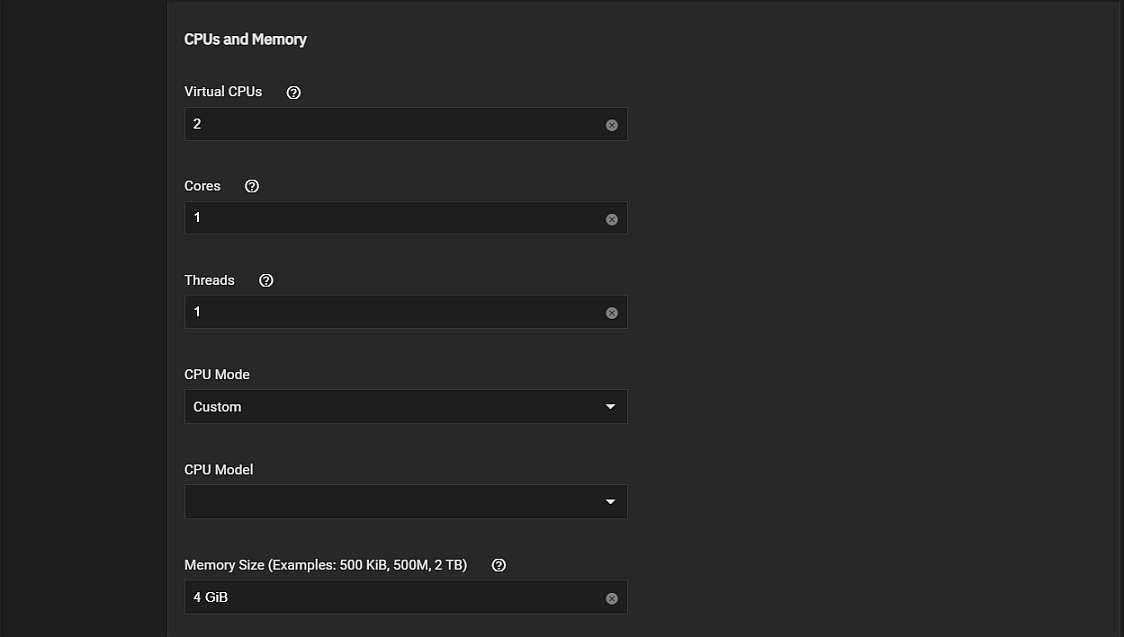 CPUs and Memory
Virtual CPUs
2
Cores
1
Threads
1
CPU Mode
Custom
CPU Model
Memory Size (Examples: 500 KiB, 500M, 2 TB)
4 GiB